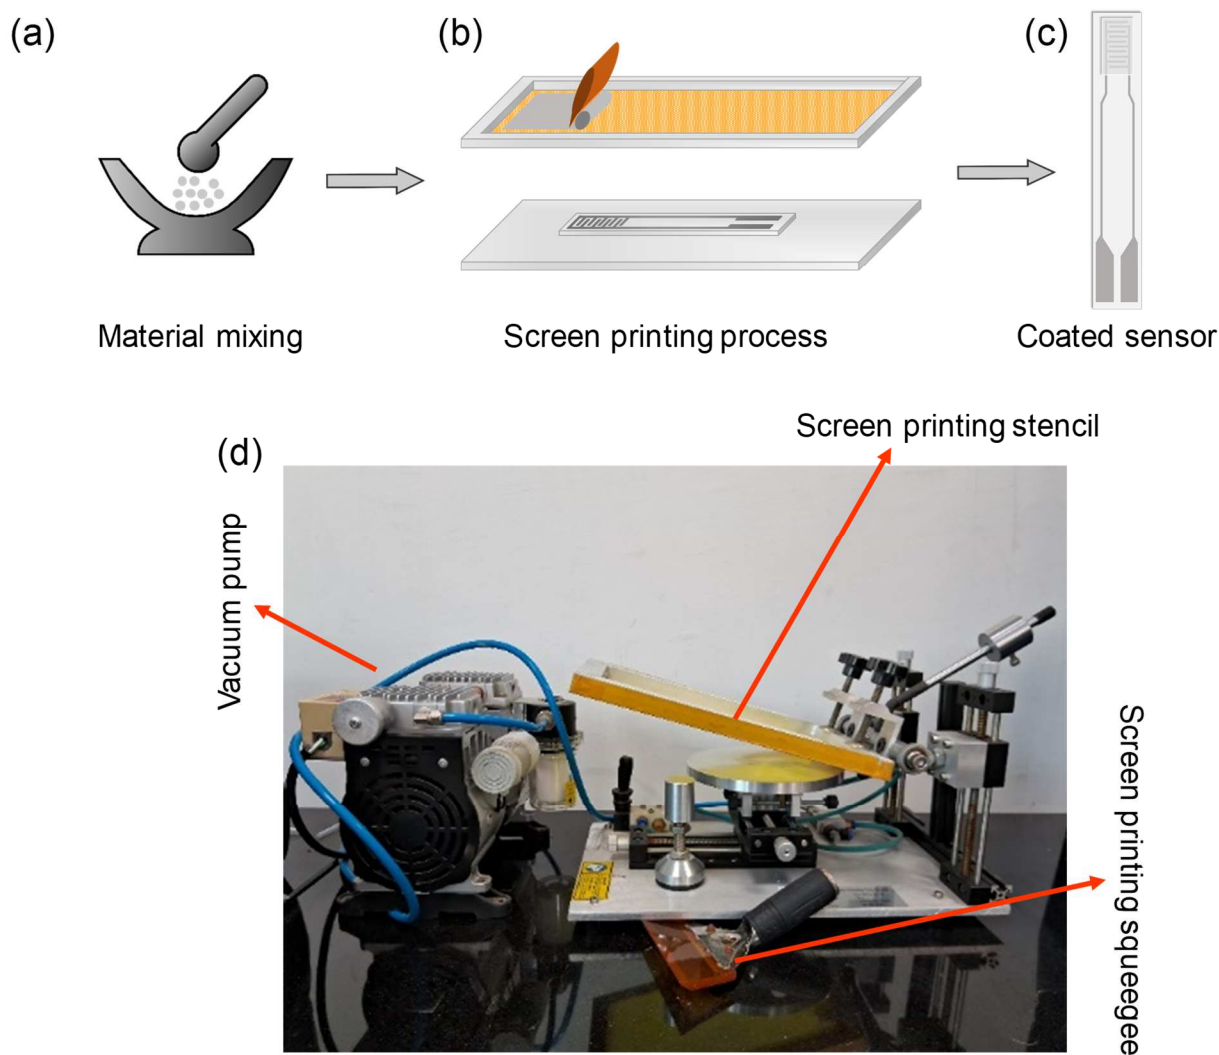 (a)
(b)
(c)
Material mixing
Screen printing process
Coated sensor
(d)
Screen printing stencil
Vacuum pump
Screen printing squeegee